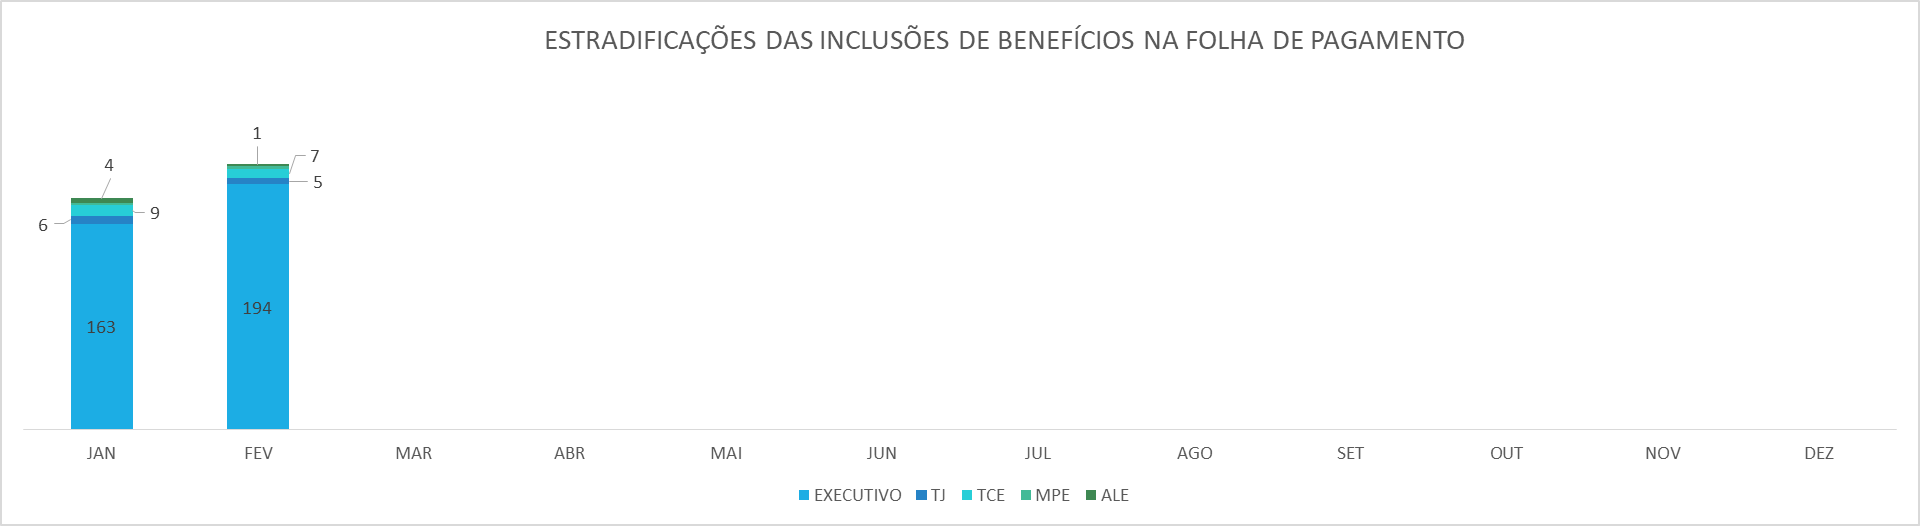 ESTRADIFICAÇÕES DAS INCLUSÕES DE BENEFÍCIOS NA FOLHA DE PAGAMENTO
1
4
7
5
9
6
194
163
JAN FEV MAR ABR MAI JUN JUL AGO SET OUT NOV DEZ
EXECUTIVO TJ TCE MPE ALE